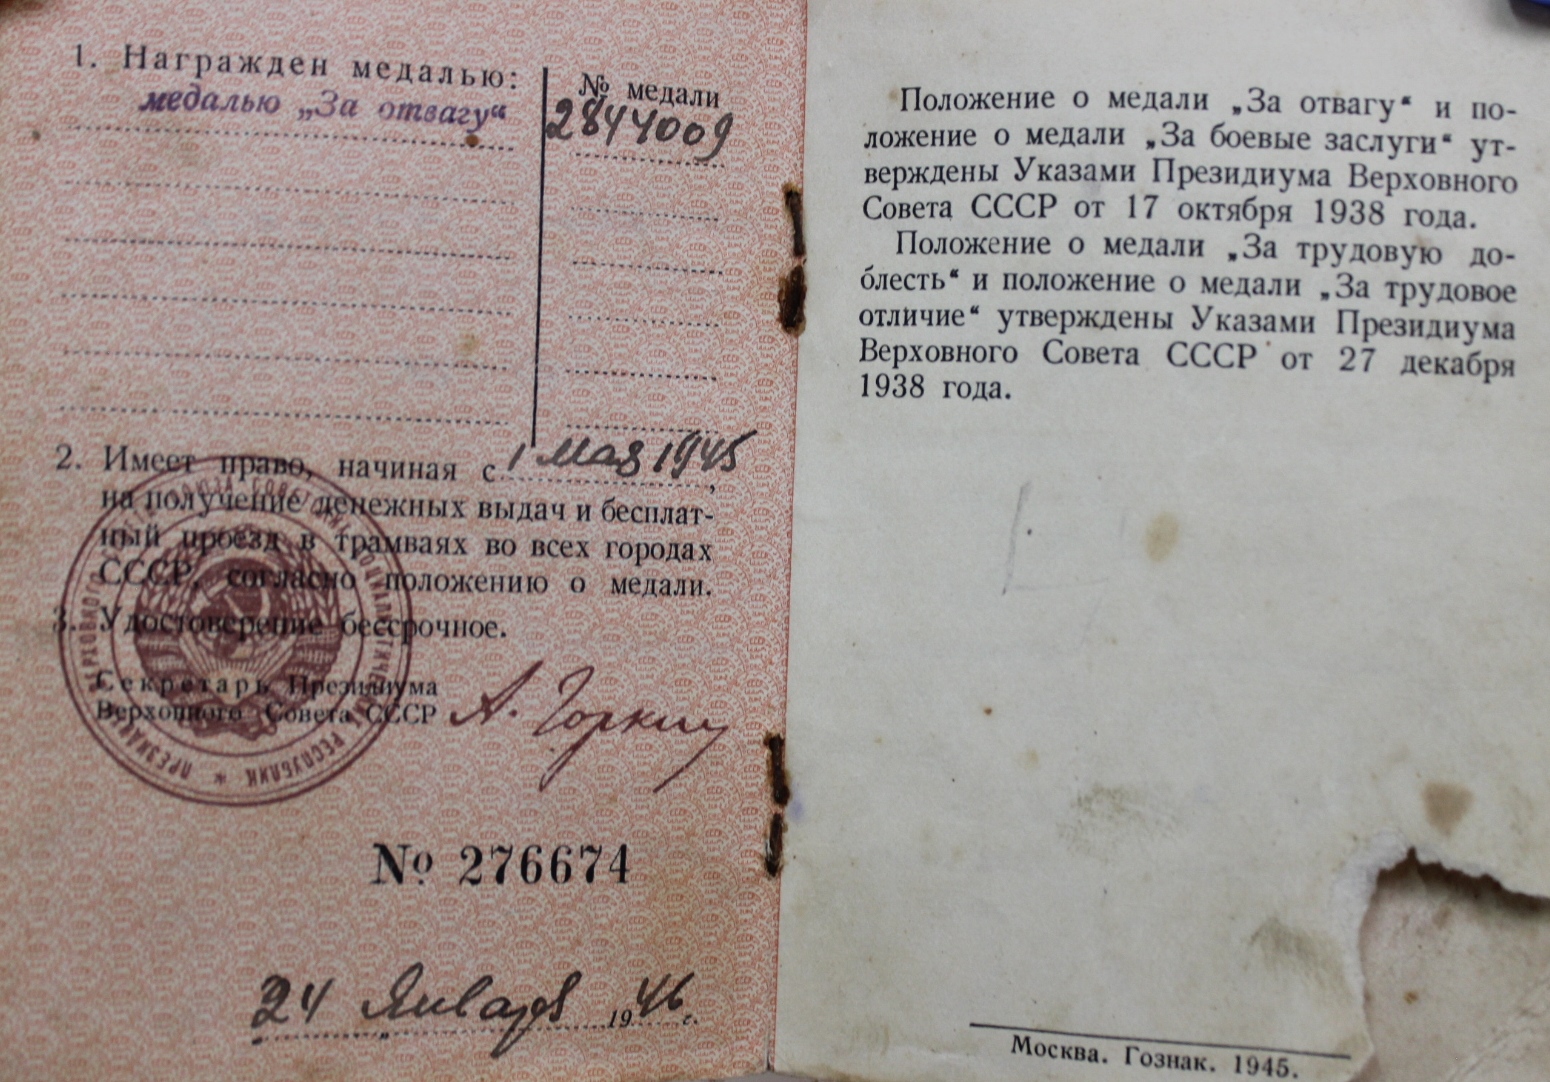 1. Награжден медалью:
медалью „За отвагу“
№ медали
2844009
2. Имеет право, начиная с 1 мая 1945,
на получение денежных выдач и бесплат-
ный проезд в трамваях во всех городах
СССР, согласно положению о медали.
3. Удостоверение бессрочное.
Секретарь Президиума
Верховного Совета СССР А. Горкин
№ 276674
24 Января 1946 г.
Положение о медали „За отвагу“ и по-
ложение о медали „За боевые заслуги“ ут-
верждены Указами Президиума Верховного
Совета СССР от 17 октября 1938 года.
Положение о медали „За трудовую до-
блесть“ и положение о медали „За трудовое
отличие“ утверждены Указами Президиума
Верховного Совета СССР от 27 декабря
1938 года.
Москва. Гознак. 1945.